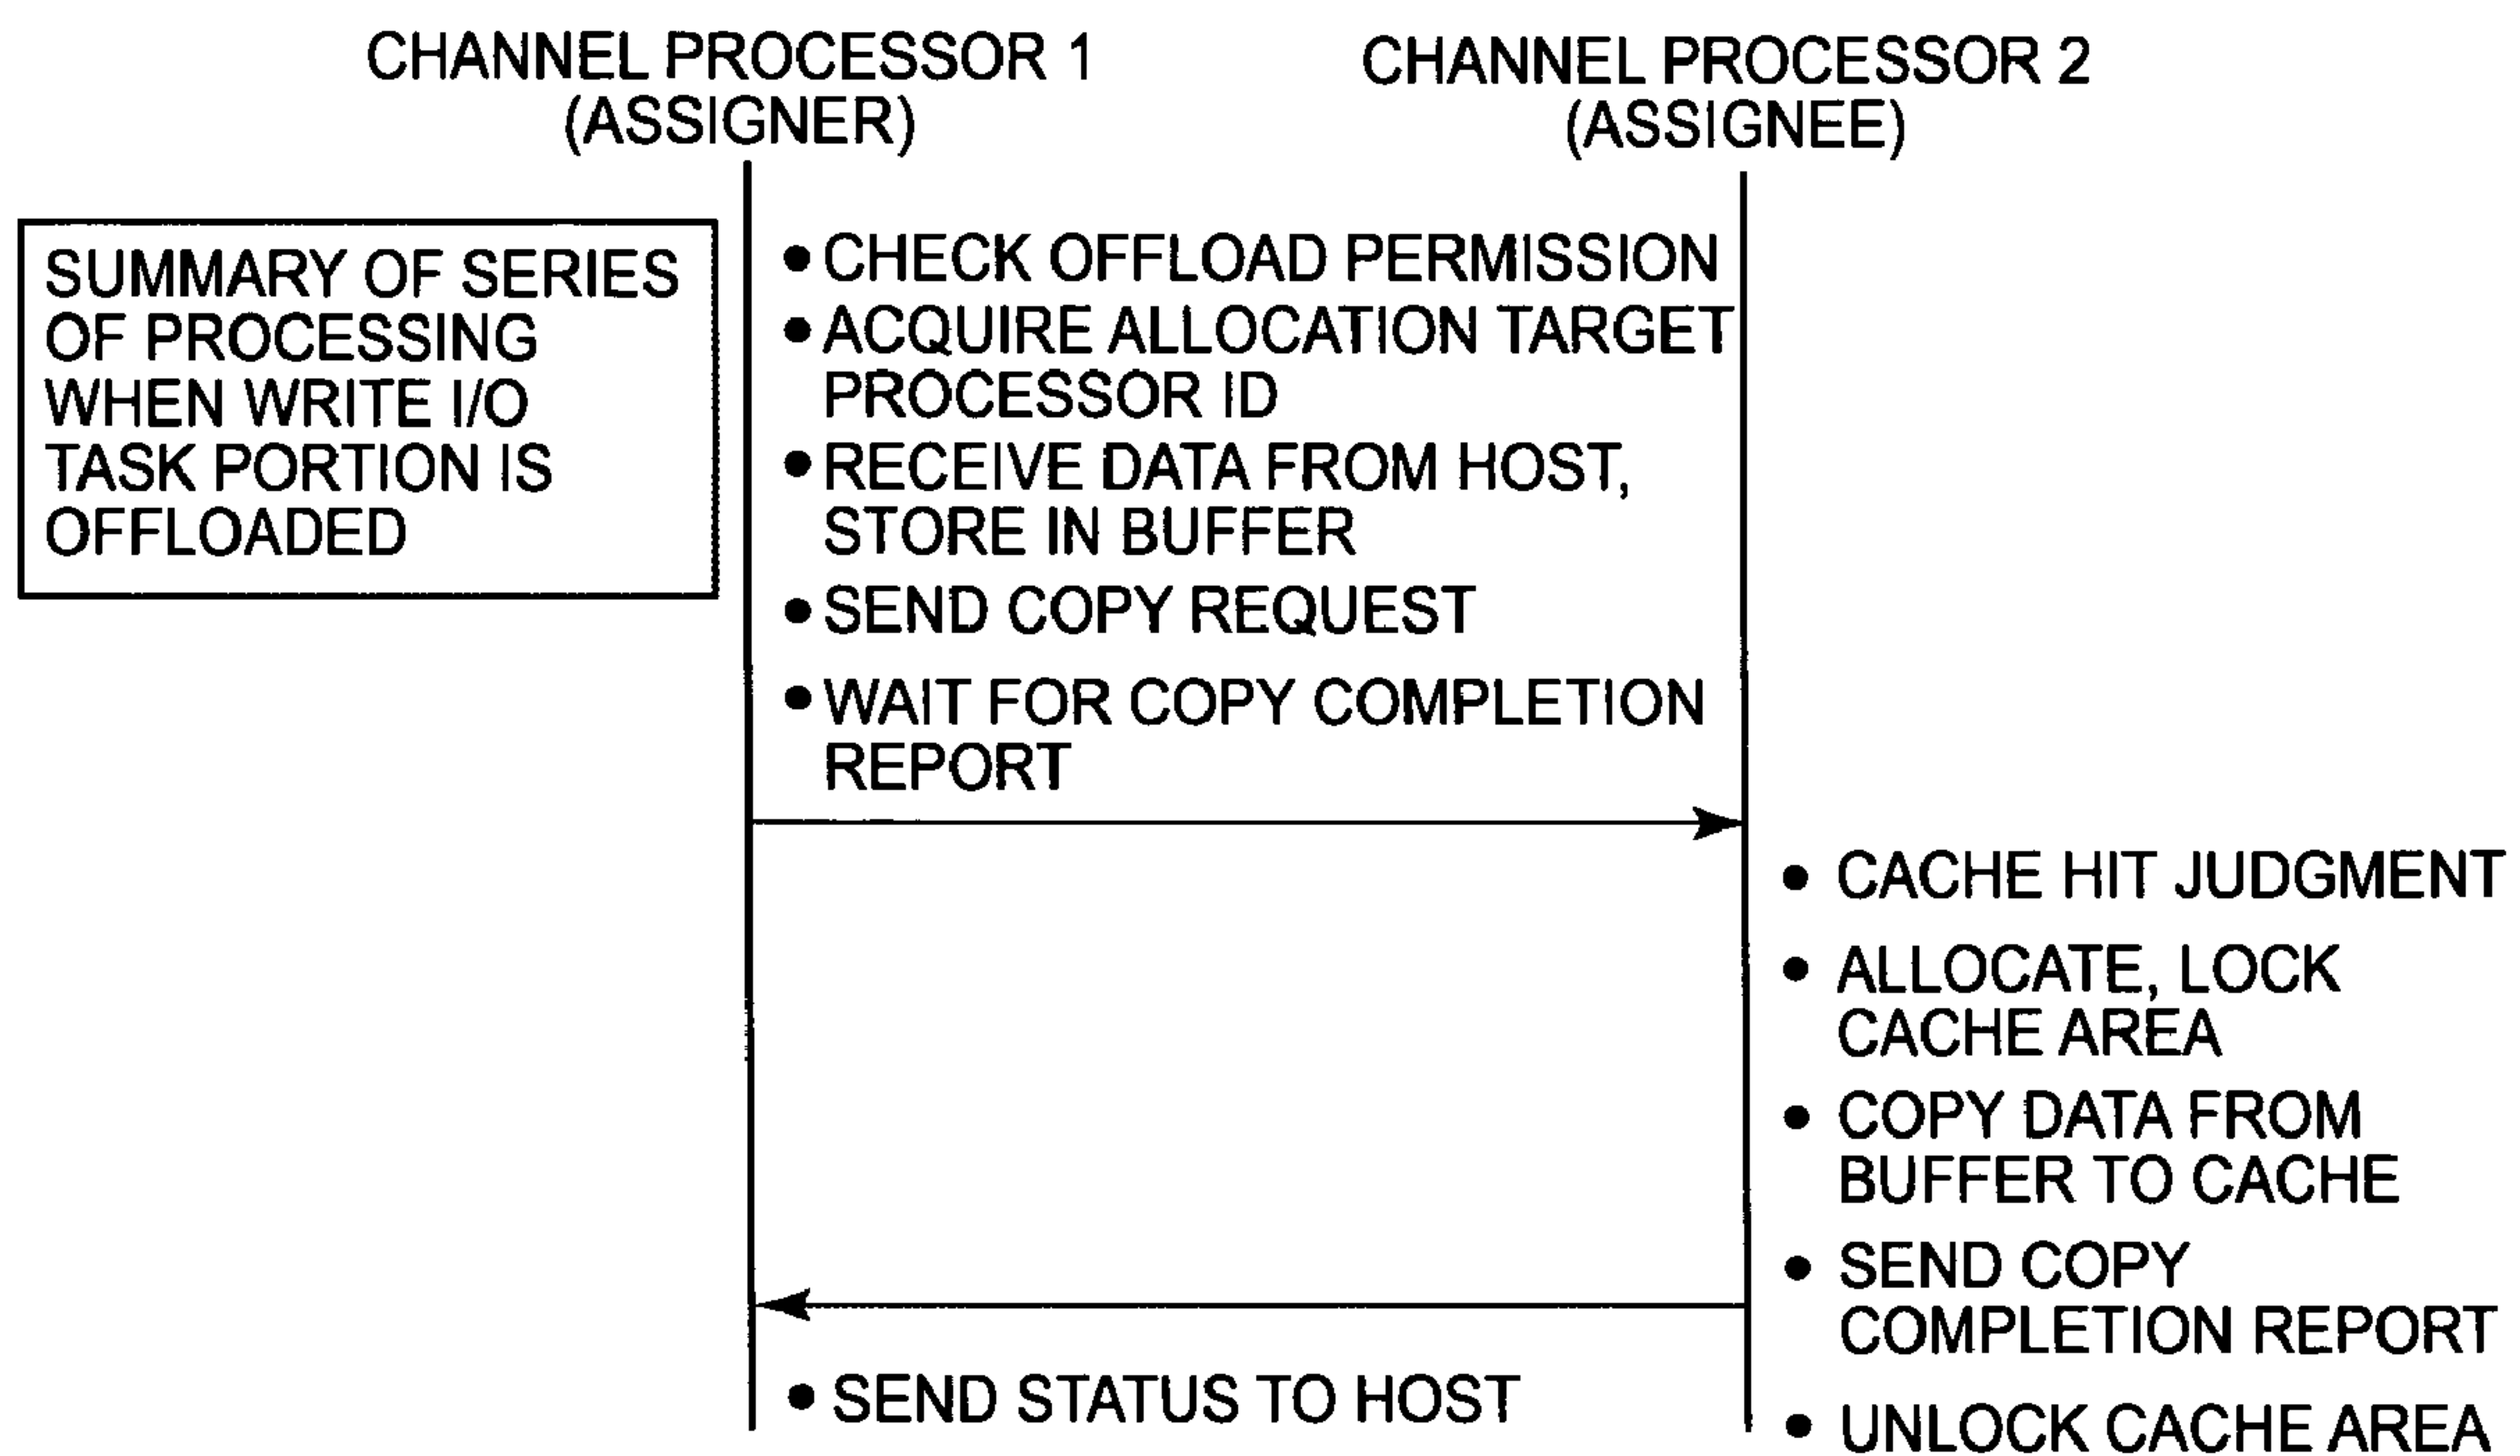 CHANNEL PROCESSOR 1
(ASSIGNER)
CHANNEL PROCESSOR 2
(ASSIGNEE)
SUMMARY OF SERIES
OF PROCESSING
WHEN WRITE I/O
TASK PORTION IS
OFFLOADED
● CHECK OFFLOAD PERMISSION
● ACQUIRE ALLOCATION TARGET
PROCESSOR ID
● RECEIVE DATA FROM HOST,
STORE IN BUFFER
● SEND COPY REQUEST
● WAIT FOR COPY COMPLETION
REPORT
● CACHE HIT JUDGMENT
● ALLOCATE, LOCK
CACHE AREA
● COPY DATA FROM
BUFFER TO CACHE
● SEND COPY
COMPLETION REPORT
● SEND STATUS TO HOST
● UNLOCK CACHE AREA